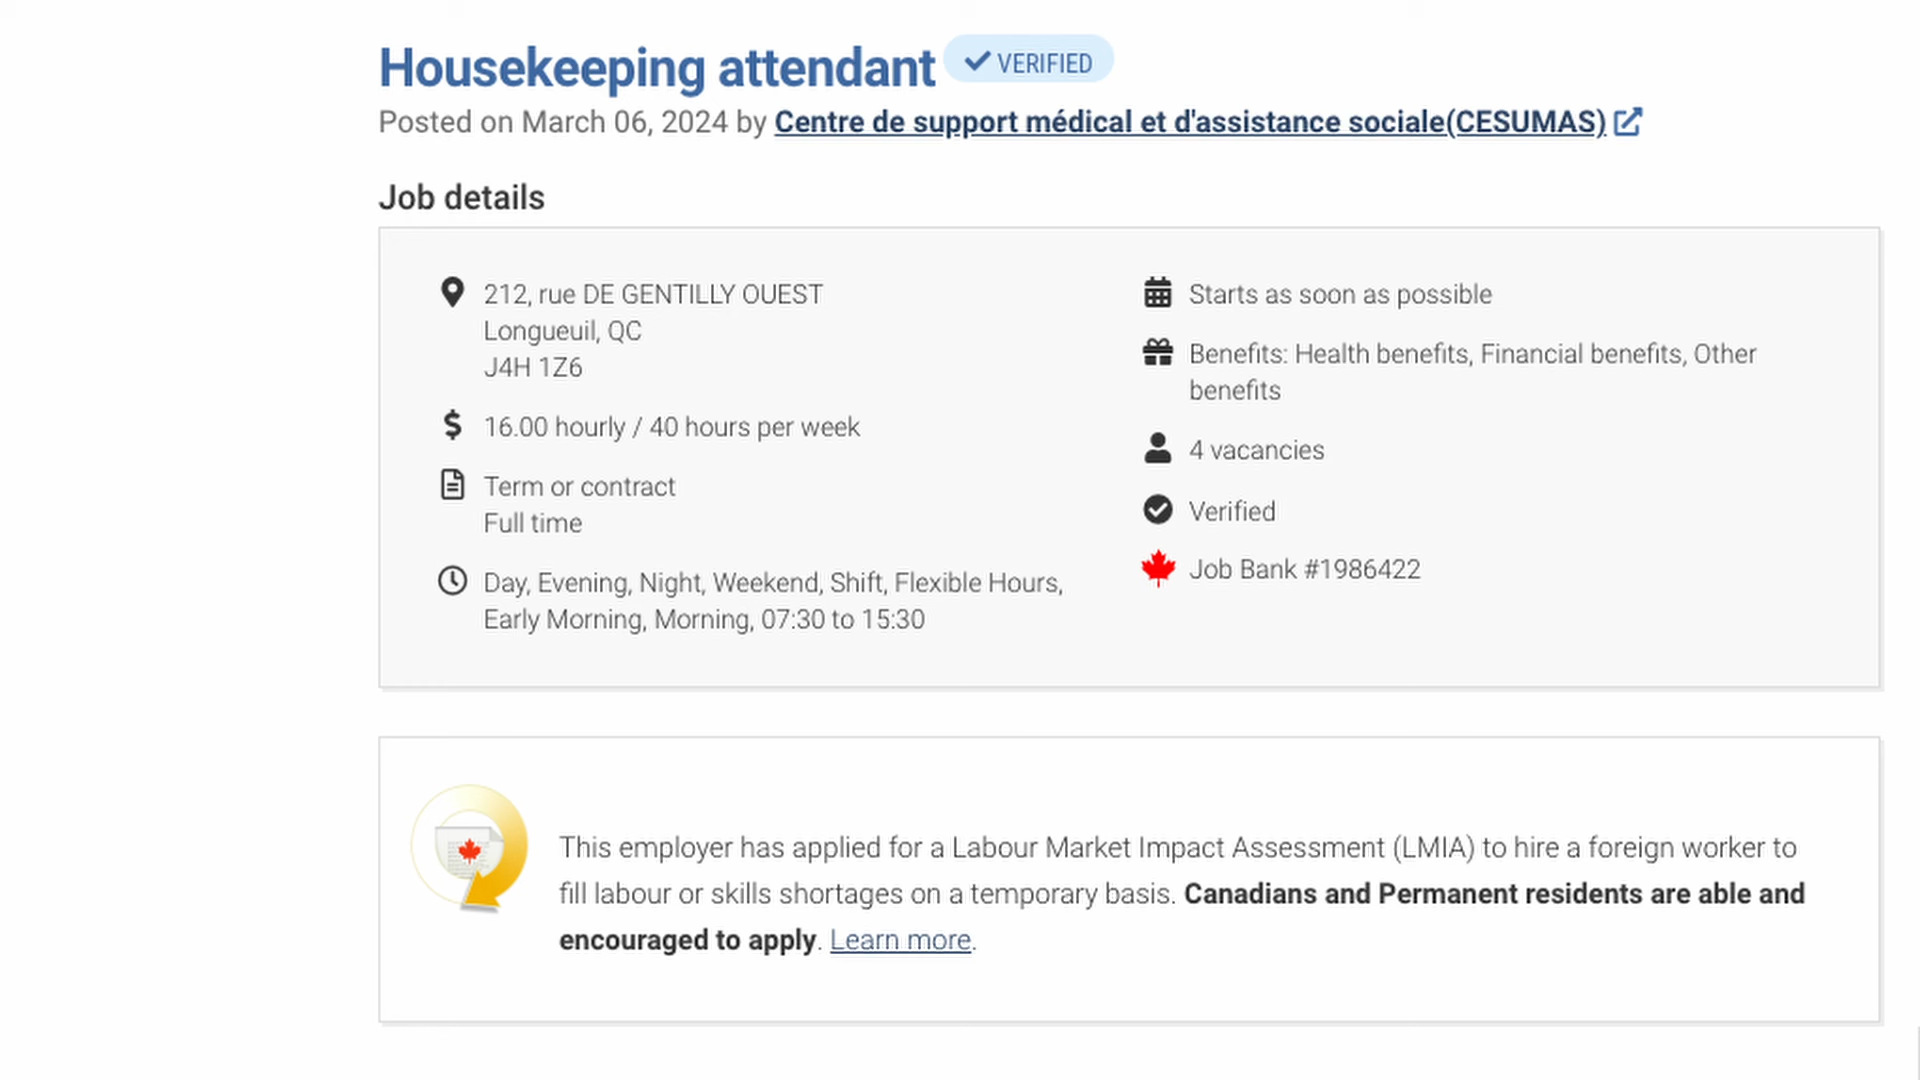 Housekeeping attendant VERIFIED
Posted on March 06, 2024 by Centre de support médical et d'assistance sociale(CESUMAS)
Job details
212, rue DE GENTILLY OUEST
Longueuil, QC
J4H 1Z6
16.00 hourly / 40 hours per week
Term or contract
Full time
Day, Evening, Night, Weekend, Shift, Flexible Hours,
Early Morning, Morning, 07:30 to 15:30
Starts as soon as possible
Benefits: Health benefits, Financial benefits, Other
benefits
4 vacancies
Verified
Job Bank #1986422
This employer has applied for a Labour Market Impact Assessment (LMIA) to hire a foreign worker to
fill labour or skills shortages on a temporary basis. Canadians and Permanent residents are able and
encouraged to apply. Learn more.